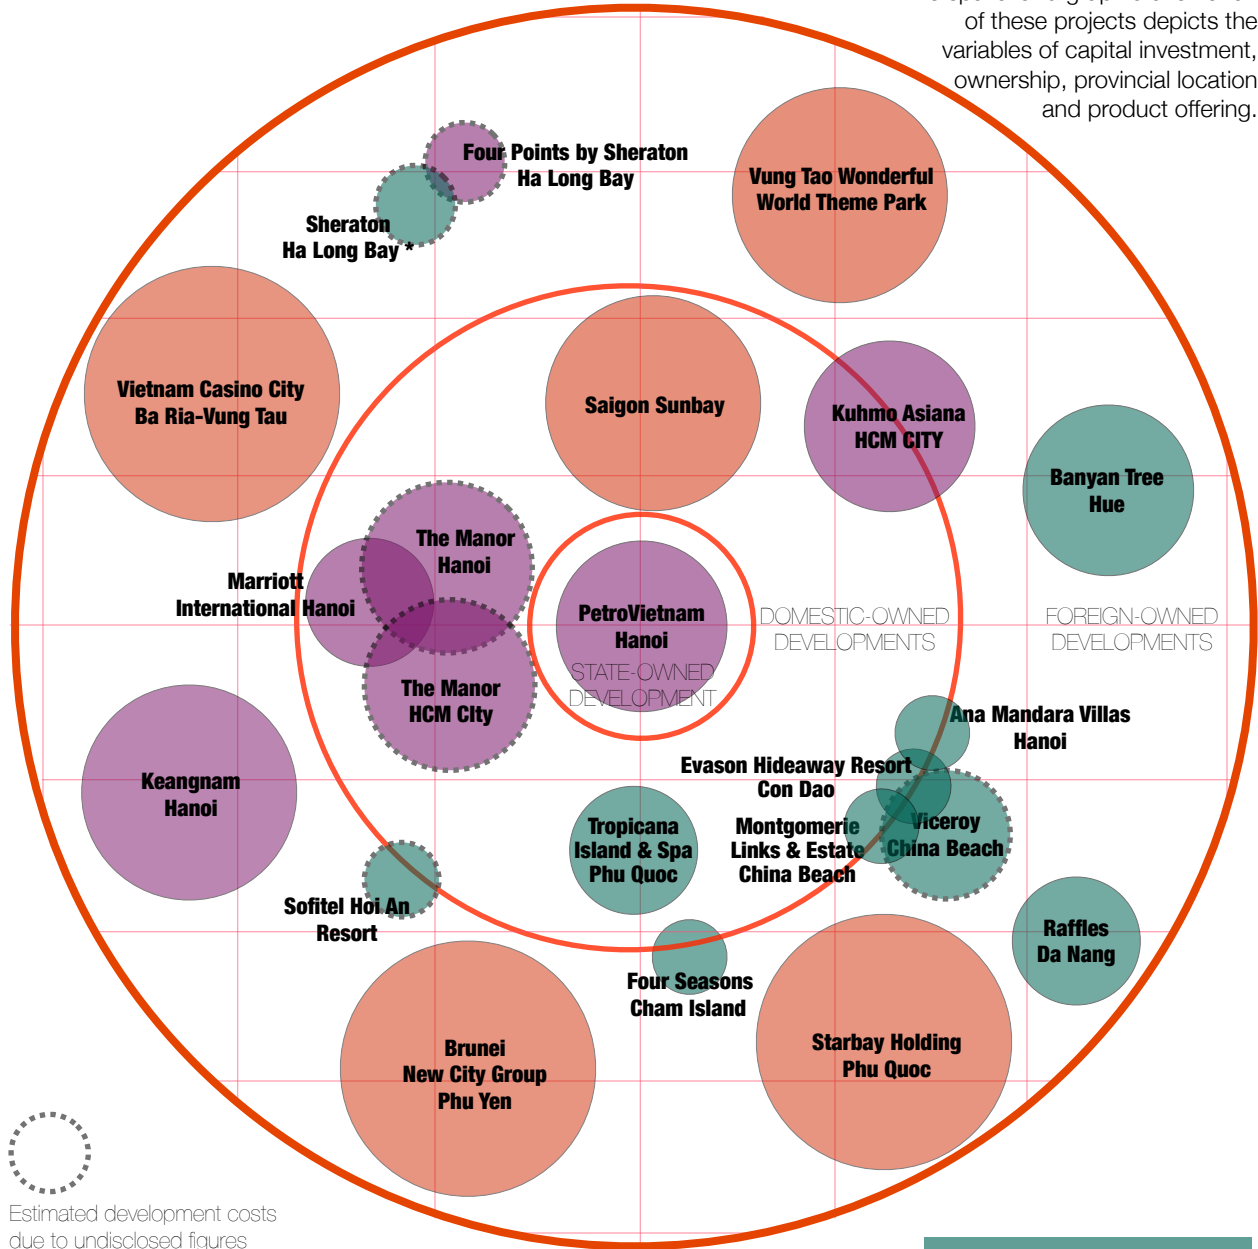 of these projects depicts the
variables of capital investment,
ownership, provincial location
and product offering.
Four Points by Sheraton
Ha Long Bay
Sheraton
Ha Long Bay *
Vung Tao Wonderful
World Theme Park
Vietnam Casino City
Ba Ria-Vung Tau
Saigon Sunbay
Kuhmo Asiana
HCM CITY
Banyan Tree
Hue
The Manor
Hanoi
Marriott
International Hanoi
PetroVietnam
Hanoi
STATE-OWNED
DEVELOPMENT
DOMESTIC-OWNED
DEVELOPMENTS
FOREIGN-OWNED
DEVELOPMENTS
The Manor
HCM CIty
Ana Mandara Villas
Hanoi
Evason Hideaway Resort
Con Dao
Keangnam
Hanoi
Tropicana
Island & Spa
Phu Quoc
Montgomerie
Links & Estate
China Beach
Viceroy
China Beach
Sofitel Hoi An
Resort
Raffles
Da Nang
Four Seasons
Cham Island
Starbay Holding
Phu Quoc
Brunei
New City Group
Phu Yen
Estimated development costs
due to undisclosed figures